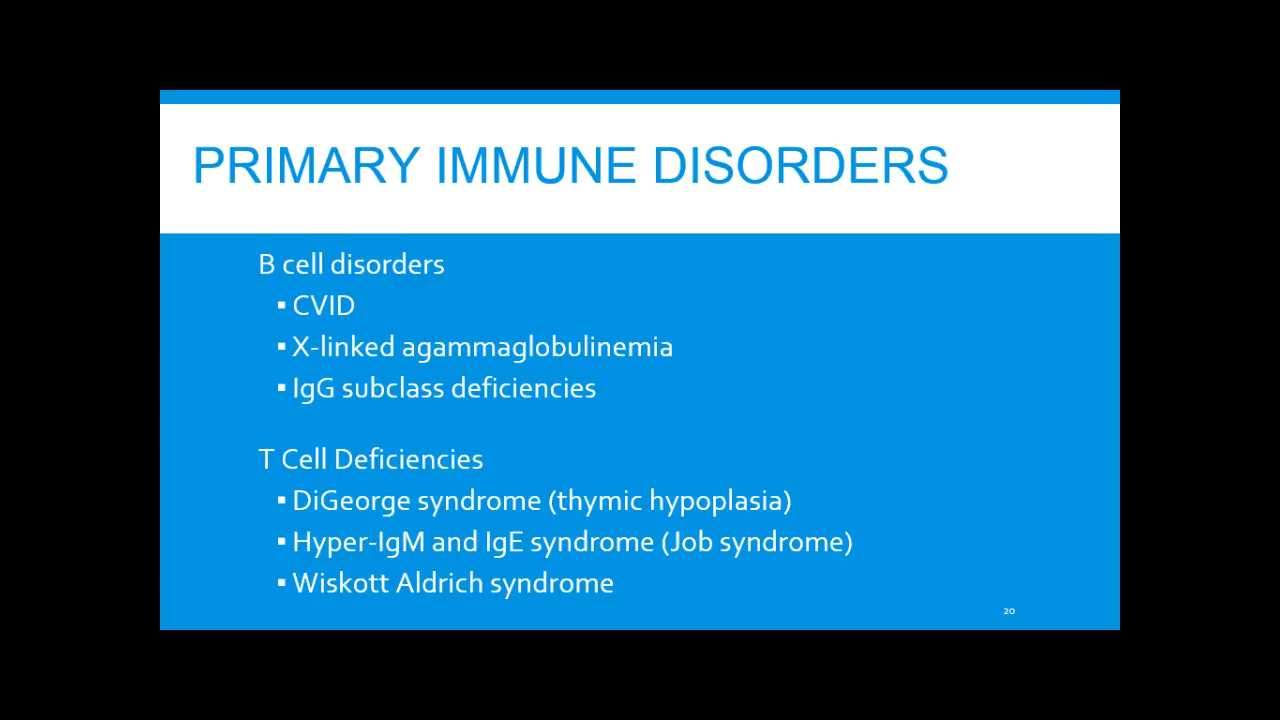 PRIMARY IMMUNE DISORDERS
B cell disorders
▪ CVID
▪ X-linked agammaglobulinemia
▪ IgG subclass deficiencies
T Cell Deficiencies
▪ DiGeorge syndrome (thymic hypoplasia)
▪ Hyper-IgM and IgE syndrome (Job syndrome)
▪ Wiskott Aldrich syndrome
20